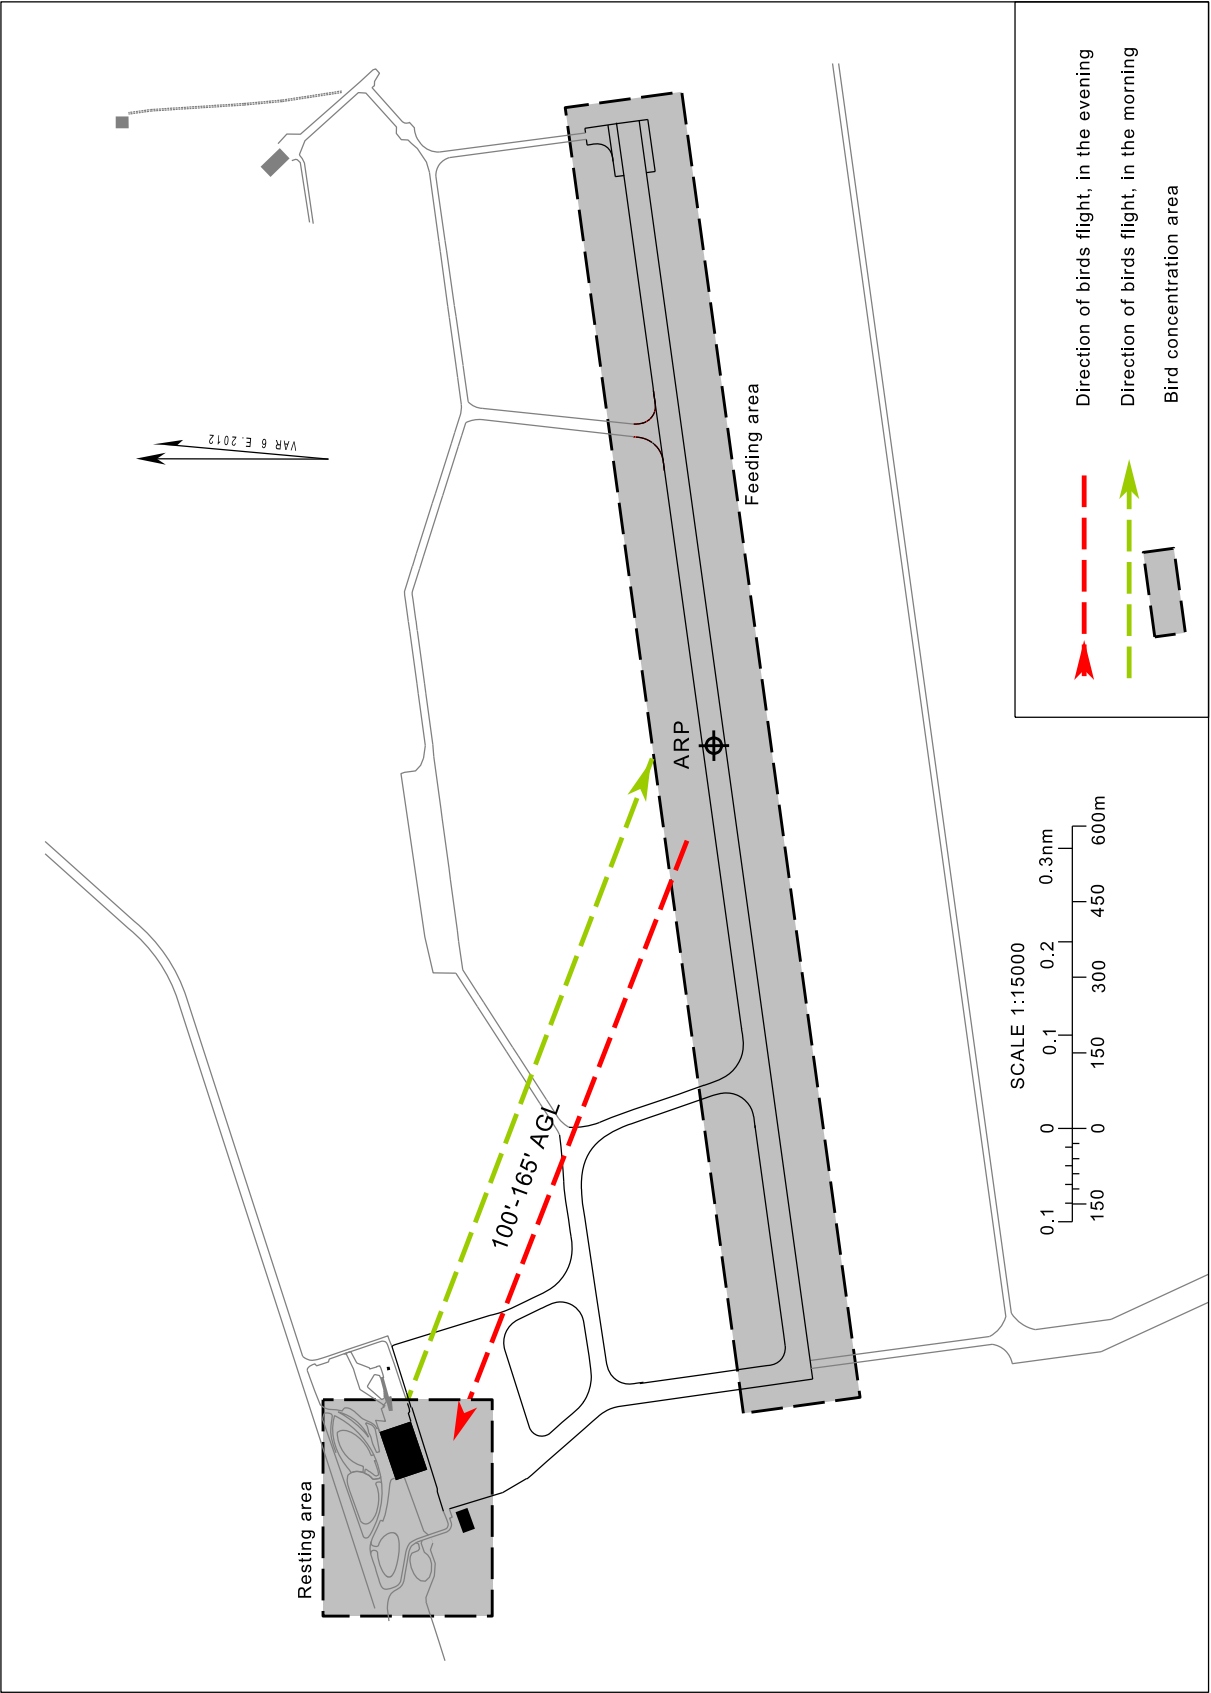 Direction of birds flight, in the evening
Direction of birds flight, in the morning
Bird concentration area
VAR 6 E. 2012
Feeding area
ARP
100'-165' AGL
Resting area
SCALE 1:15000
0.1 0 0.1 0.2 0.3nm
150 0 150 300 450 600m